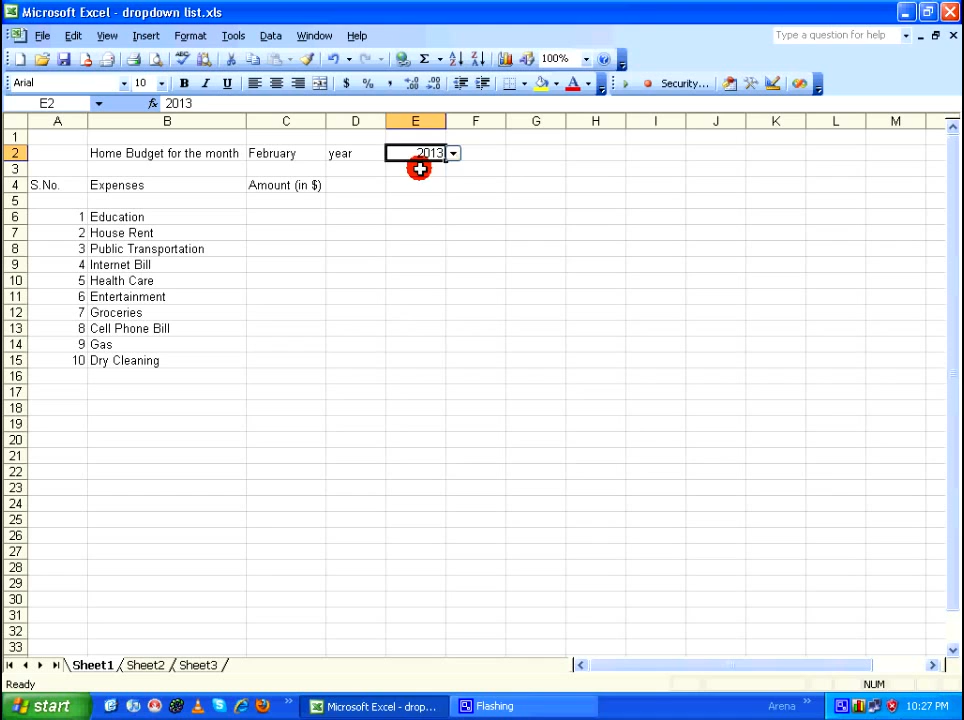 Microsoft Excel - dropdown list.xls
File Edit View Insert Format Tools Data Window Help Type a question for help
100%
Arial 10 B I U $ % , Security...
E2 fx 2013
A B C D E F G H I J K L M
1
2 Home Budget for the month February year 2013
3
4 S.No. Expenses Amount (in $)
5
6 1 Education
7 2 House Rent
8 3 Public Transportation
9 4 Internet Bill
10 5 Health Care
11 6 Entertainment
12 7 Groceries
13 8 Cell Phone Bill
14 9 Gas
15 10 Dry Cleaning
16
17
18
19
20
21
22
23
24
25
26
27
28
29
30
31
32
33
Sheet1 Sheet2 Sheet3
Ready NUM
start Microsoft Excel - drop... Flashing Arena 10:27 PM